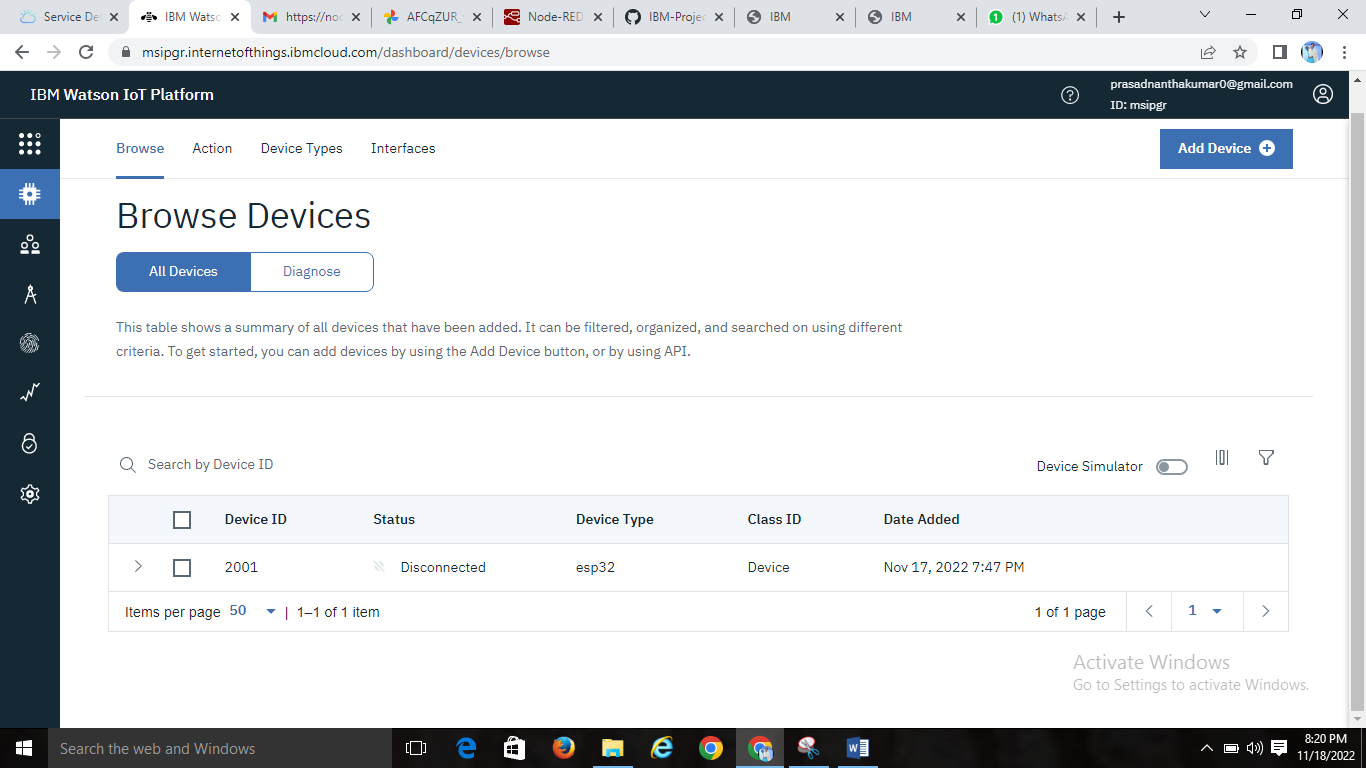 Service De
IBM Watso
https://noc
AFCqZUR_
Node-RED
IBM-Projec
IBM
IBM
(1) WhatsA
msipgr.internetofthings.ibmcloud.com/dashboard/devices/browse
IBM Watson IoT Platform
prasadnanthakumar0@gmail.com
ID: msipgr
Browse Action Device Types Interfaces
Add Device
Browse Devices
All Devices Diagnose
This table shows a summary of all devices that have been added. It can be filtered, organized, and searched on using different
criteria. To get started, you can add devices by using the Add Device button, or by using API.
Search by Device ID
Device Simulator
Device ID Status Device Type Class ID Date Added
2001 Disconnected esp32 Device Nov 17, 2022 7:47 PM
Items per page 50 | 1–1 of 1 item 1 of 1 page 1
Activate Windows
Go to Settings to activate Windows.
Search the web and Windows
8:20 PM
11/18/2022